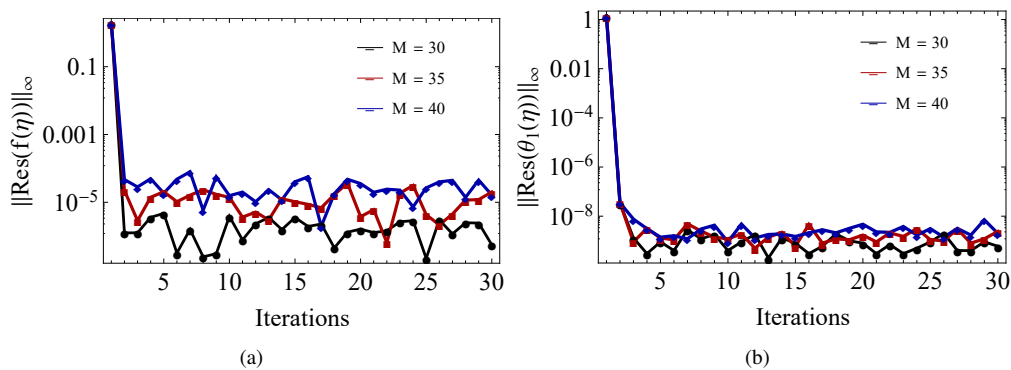 ||Res(f(η))||∞
0.1
0.001
10⁻⁵
M = 30
M = 35
M = 40
5 10 15 20 25 30
Iterations
(a)
||Res(θ₁(η))||∞
1
0.01
10⁻⁴
10⁻⁶
10⁻⁸
M = 30
M = 35
M = 40
5 10 15 20 25 30
Iterations
(b)